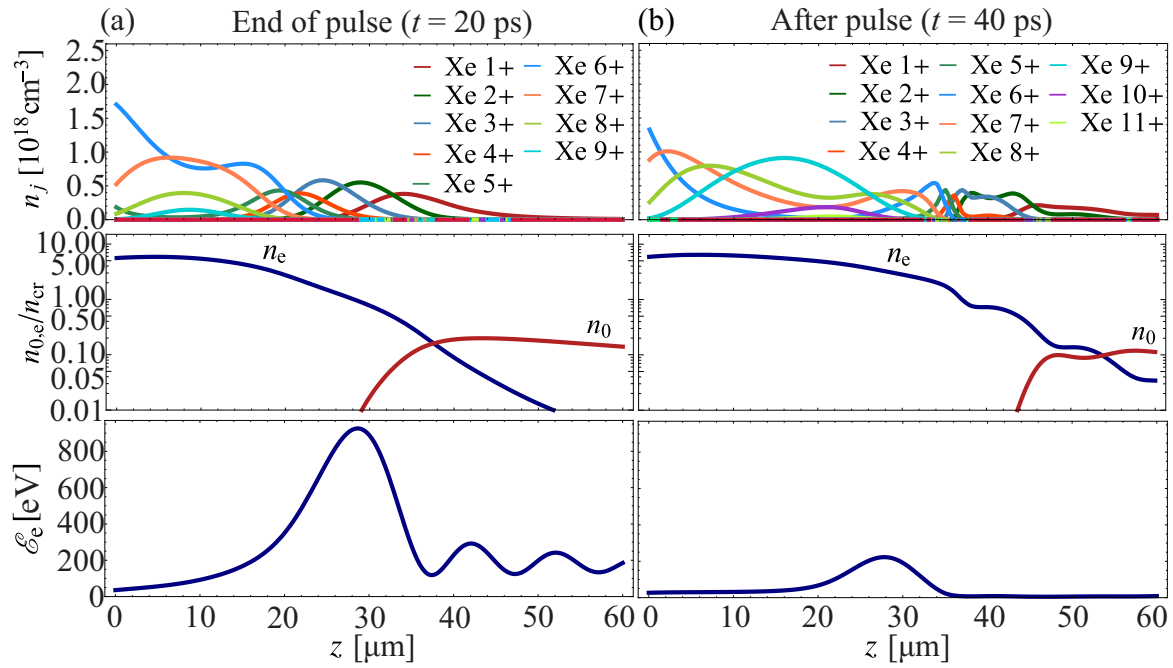 (a) End of pulse (t = 20 ps)
(b) After pulse (t = 40 ps)
n_j [10^18 cm^−3]
2.5
2.0
1.5
1.0
0.5
0.0
Xe 1+
Xe 2+
Xe 3+
Xe 4+
Xe 5+
Xe 6+
Xe 7+
Xe 8+
Xe 9+
Xe 1+
Xe 2+
Xe 3+
Xe 4+
Xe 5+
Xe 6+
Xe 7+
Xe 8+
Xe 9+
Xe 10+
Xe 11+
n_0,e/n_cr
10.00
5.00
1.00
0.50
0.10
0.05
0.01
n_e
n_0
n_e
n_0
ℰ_e [eV]
800
600
400
200
0
0 10 20 30 40 50 60
z [μm]
0 10 20 30 40 50 60
z [μm]